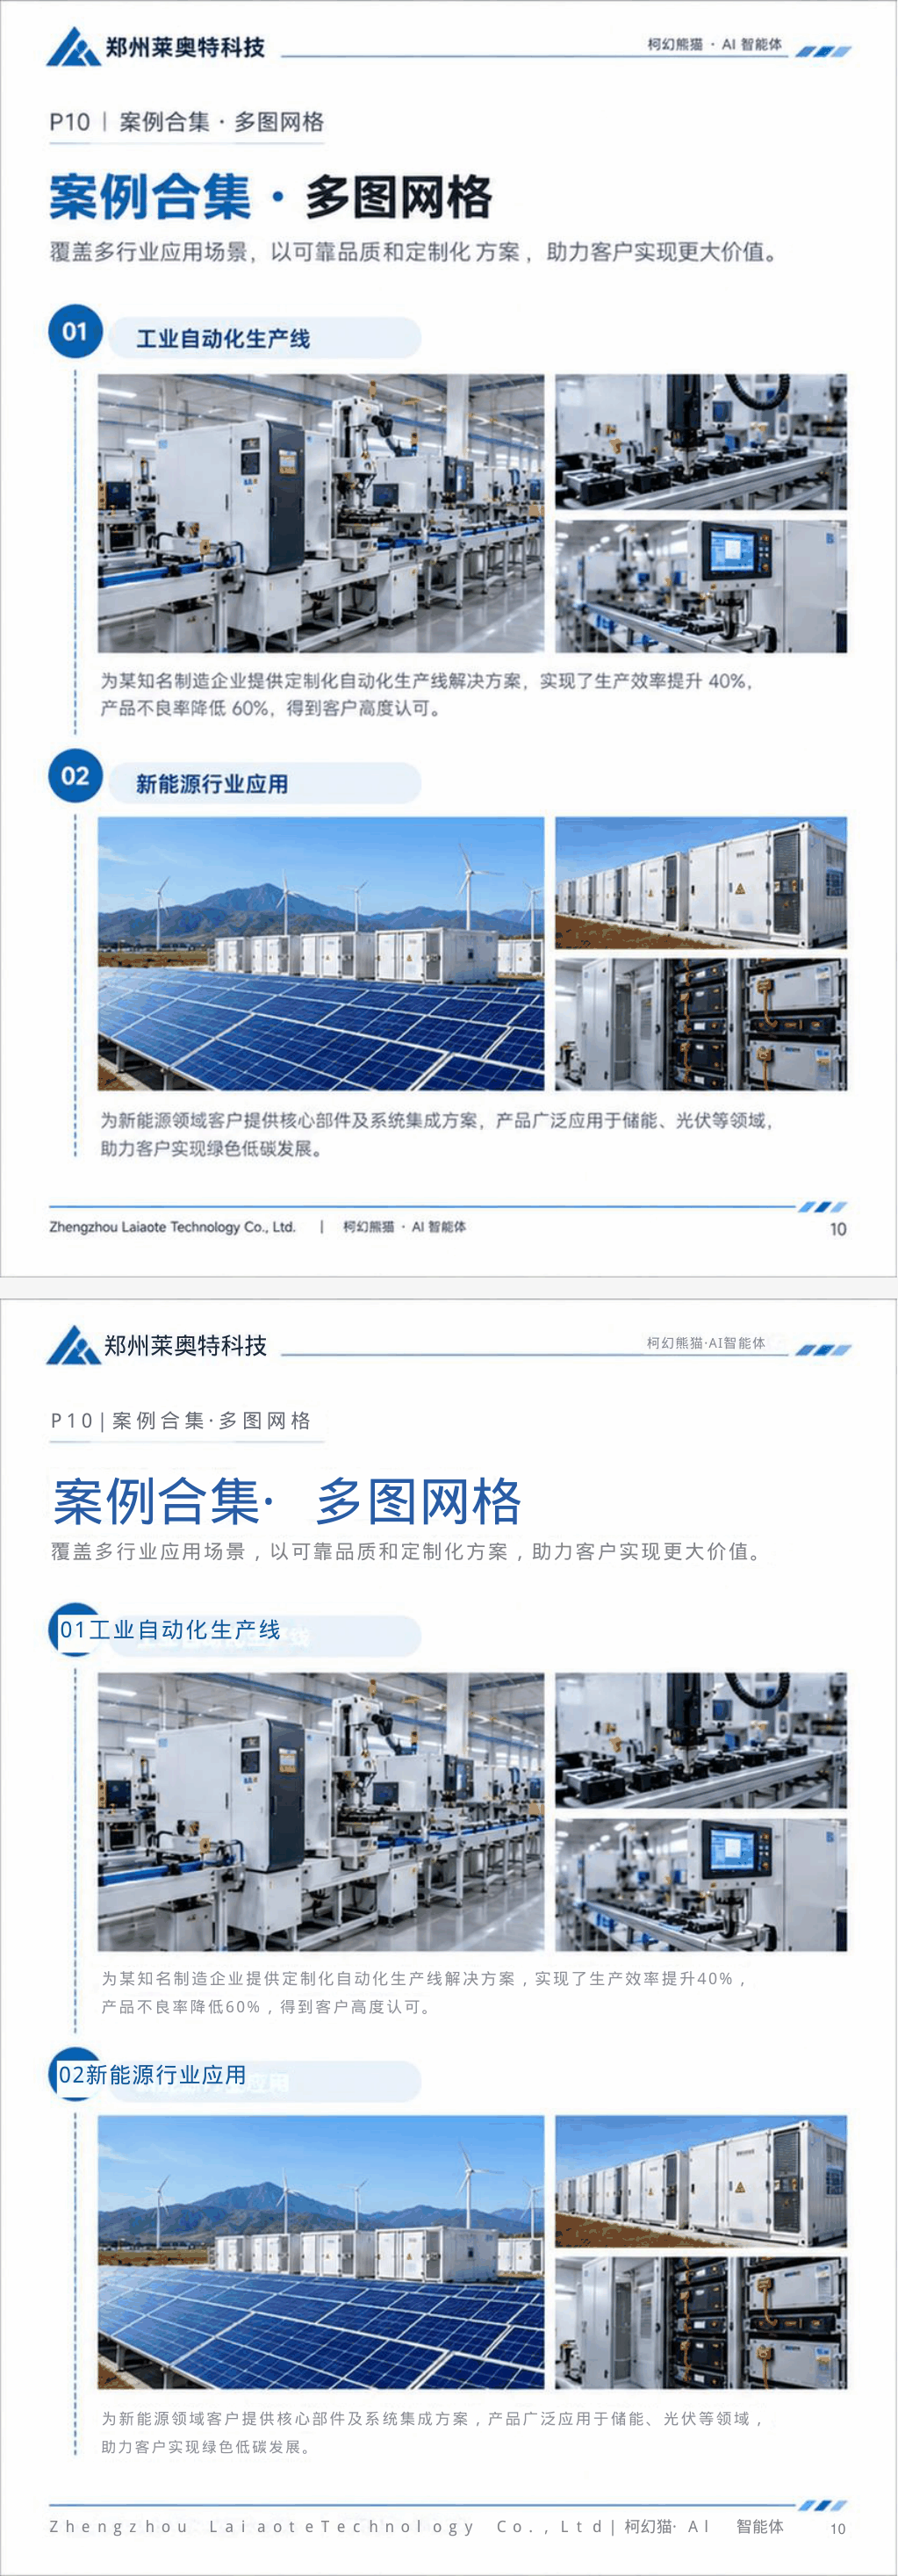 郑州莱奥特科技
柯幻熊猫 · AI 智能体
P10 | 案例合集 · 多图网格
案例合集 · 多图网格
覆盖多行业应用场景，以可靠品质和定制化方案，助力客户实现更大价值。
01 工业自动化生产线
为某知名制造企业提供定制化自动化生产线解决方案，实现了生产效率提升 40%，
产品不良率降低 60%，得到客户高度认可。
02 新能源行业应用
为新能源领域客户提供核心部件及系统集成方案，产品广泛应用于储能、光伏等领域，
助力客户实现绿色低碳发展。
Zhengzhou Laiaote Technology Co., Ltd. | 柯幻熊猫 · AI 智能体 10
郑州莱奥特科技
柯幻熊猫·AI智能体
P10|案例合集·多图网格
案例合集· 多图网格
覆盖多行业应用场景，以可靠品质和定制化方案，助力客户实现更大价值。
01工业自动化生产线
为某知名制造企业提供定制化自动化生产线解决方案，实现了生产效率提升40%，
产品不良率降低60%，得到客户高度认可。
02新能源行业应用
为新能源领域客户提供核心部件及系统集成方案，产品广泛应用于储能、光伏等领域，
助力客户实现绿色低碳发展。
Zhengzhou LaiaoteTechnology Co.,Ltd|柯幻猫· AI 智能体 10